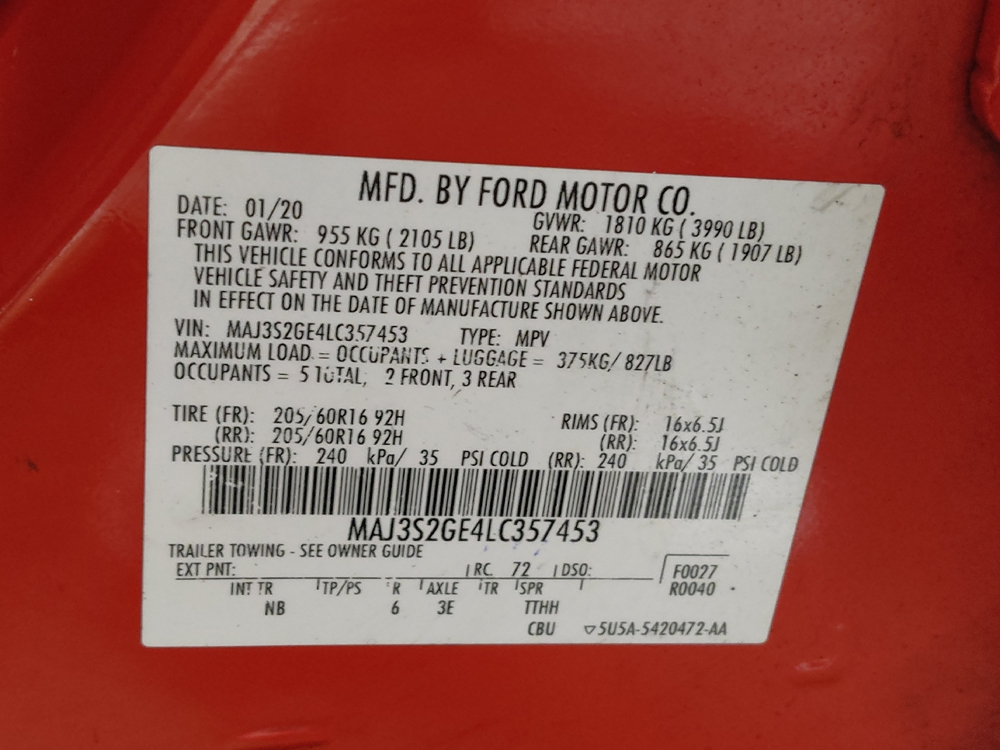 MFD. BY FORD MOTOR CO.
DATE: 01/20 GVWR: 1810 KG ( 3990 LB)
FRONT GAWR: 955 KG ( 2105 LB) REAR GAWR: 865 KG ( 1907 LB)
THIS VEHICLE CONFORMS TO ALL APPLICABLE FEDERAL MOTOR
VEHICLE SAFETY AND THEFT PREVENTION STANDARDS
IN EFFECT ON THE DATE OF MANUFACTURE SHOWN ABOVE.
VIN: MAJ3S2GE4LC357453 TYPE: MPV
MAXIMUM LOAD = OCCUPANTS + LUGGAGE = 375KG/ 827LB
OCCUPANTS = 5 TOTAL, 2 FRONT, 3 REAR
TIRE (FR): 205/60R16 92H RIMS (FR): 16x6.5J
(RR): 205/60R16 92H (RR): 16x6.5J
PRESSURE (FR): 240 kPa/ 35 PSI COLD (RR): 240 kPa/ 35 PSI COLD
MAJ3S2GE4LC357453
TRAILER TOWING - SEE OWNER GUIDE
EXT PNT: RC 72 DSO: F0027
INT TR TP/PS R AXLE TR SPR R0040
NB 6 3E TTHH
CBU ▽5U5A-5420472-AA